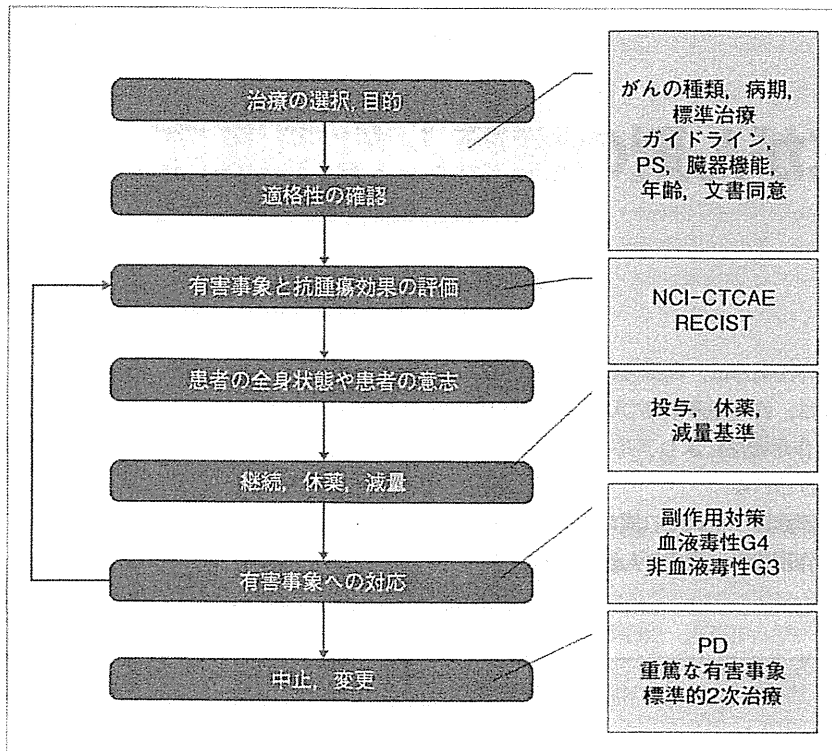 治療の選択, 目的
適格性の確認
有害事象と抗腫瘍効果の評価
患者の全身状態や患者の意志
継続, 休薬, 減量
有害事象への対応
中止, 変更
がんの種類, 病期,
標準治療
ガイドライン,
PS, 臓器機能,
年齢, 文書同意
NCI-CTCAE
RECIST
投与, 休薬,
減量基準
副作用対策
血液毒性G4
非血液毒性G3
PD
重篤な有害事象
標準的2次治療